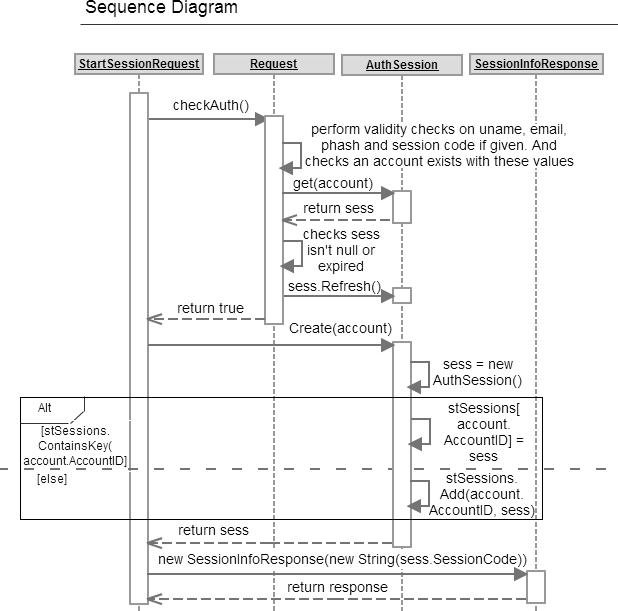 Sequence Diagram
StartSessionRequest
Request
AuthSession
SessionInfoResponse
checkAuth()
perform validity checks on uname, email,
phash and session code if given. And
checks an account exists with these values
get(account)
return sess
checks sess
isn't null or
expired
sess.Refresh()
return true
Create(account)
sess = new
AuthSession()
Alt
[stSessions.
ContainsKey(
account.AccountID]
stSessions[
account.
AccountID] =
sess
[else]
stSessions.
Add(account.
AccountID, sess)
return sess
new SessionInfoResponse(new String(sess.SessionCode))
return response